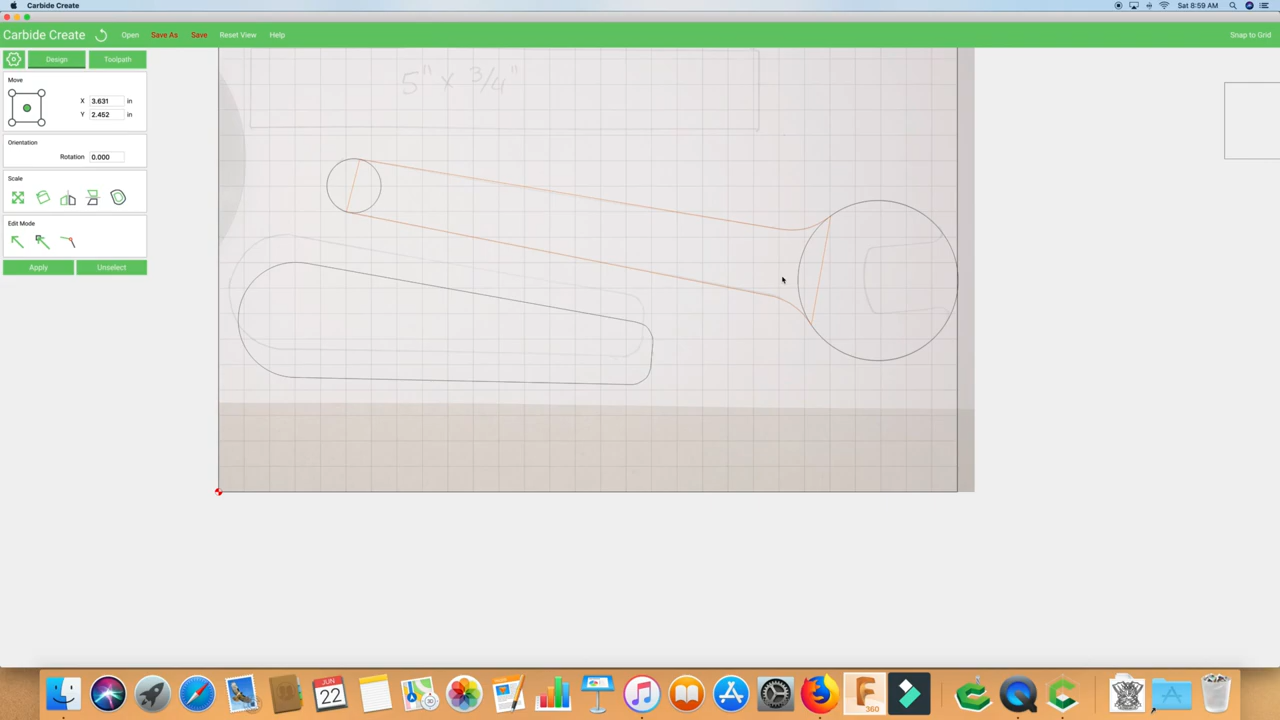 Carbide Create
Sat 8:59 AM
Carbide Create
Open
Save As
Save
Reset View
Help
Snap to Grid
Design
Toolpath
Move
X 3.631 in
Y 2.452 in
Orientation
Rotation 0.000
Scale
Edit Mode
Apply
Unselect
5" x 3/4"
JUN
22
360